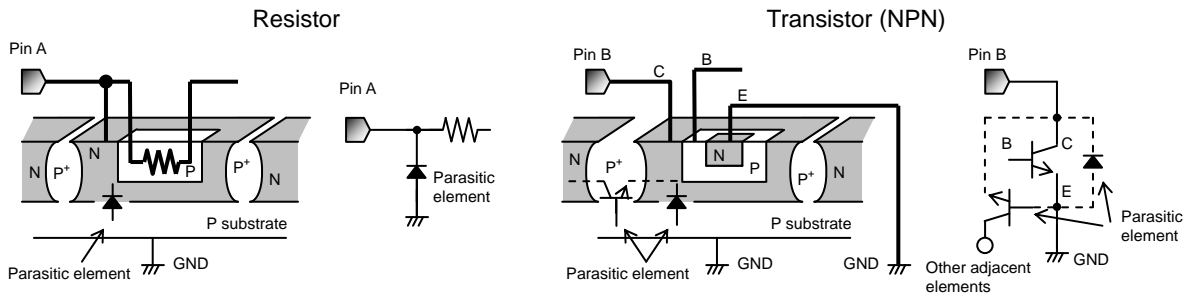 Resistor
Pin A
N
N
P+
P
P+
N
P substrate
Parasitic element
GND
Pin A
Parasitic
element
Transistor (NPN)
Pin B
C
B
E
N
P+
N
P
P+
N
P substrate
Parasitic element
GND
GND
Pin B
B
C
E
Parasitic
element
GND
Other adjacent
elements